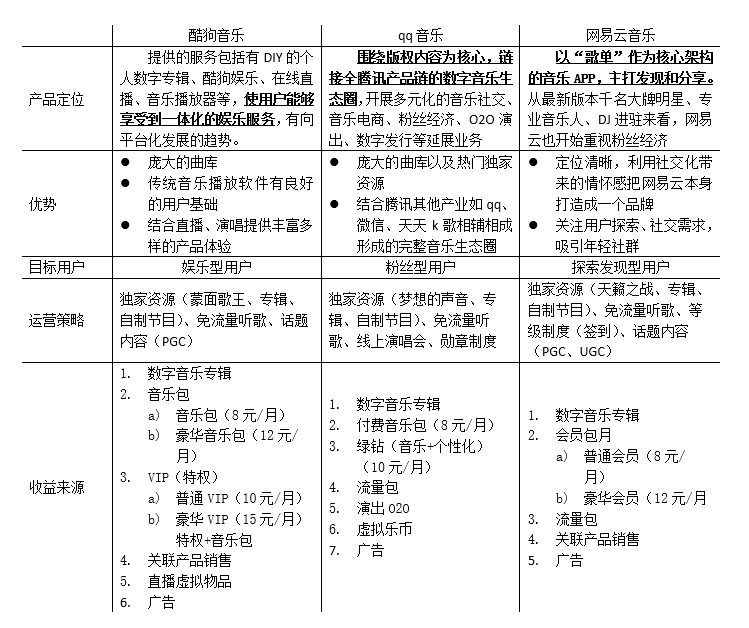 酷狗音乐
qq 音乐
网易云音乐
产品定位
提供的服务包括有 DIY 的个
人数字专辑、酷狗娱乐、在线直
播、音乐播放器等，使用户能够
享受到一体化的娱乐服务，有向
平台化发展的趋势。
围绕版权内容为核心，链
接全腾讯产品链的数字音乐生
态圈，开展多元化的音乐社交、
音乐电商、粉丝经济、O2O 演
出、数字发行等延展业务
以“歌单”作为核心架构
的音乐 APP，主打发现和分享。
从最新版本千名大牌明星、专
业音乐人、DJ 进驻来看，网易
云也开始重视粉丝经济
优势
● 庞大的曲库
● 传统音乐播放软件有良好
的用户基础
● 结合直播、演唱提供丰富多
样的产品体验
● 庞大的曲库以及热门独家
资源
● 结合腾讯其他产业如 qq、
微信、天天 k 歌相辅相成
形成的完整音乐生态圈
● 定位清晰，利用社交化带
来的情怀感把网易云本身
打造成一个品牌
● 关注用户探索、社交需求，
吸引年轻社群
目标用户
娱乐型用户
粉丝型用户
探索发现型用户
运营策略
独家资源（蒙面歌王、专辑、
自制节目）、免流量听歌、话题
内容（PGC）
独家资源（梦想的声音、专
辑、自制节目）、免流量听
歌、线上演唱会、勋章制度
独家资源（天籁之战、专辑、
自制节目）、免流量听歌、等
级制度（签到）、话题内容
（PGC、UGC）
收益来源
1. 数字音乐专辑
2. 音乐包
a) 音乐包（8 元/月）
b) 豪华音乐包（12 元/
月）
3. VIP（特权）
a) 普通 VIP（10 元/月）
b) 豪华 VIP（15 元/月）
特权+音乐包
4. 关联产品销售
5. 直播虚拟物品
6. 广告
1. 数字音乐专辑
2. 付费音乐包（8 元/月）
3. 绿钻（音乐+个性化）
（10 元/月）
4. 流量包
5. 演出 o2o
6. 虚拟乐币
7. 广告
1. 数字音乐专辑
2. 会员包月
a) 普通会员（8 元/
月）
b) 豪华会员（12 元/月
3. 流量包
4. 关联产品销售
5. 广告